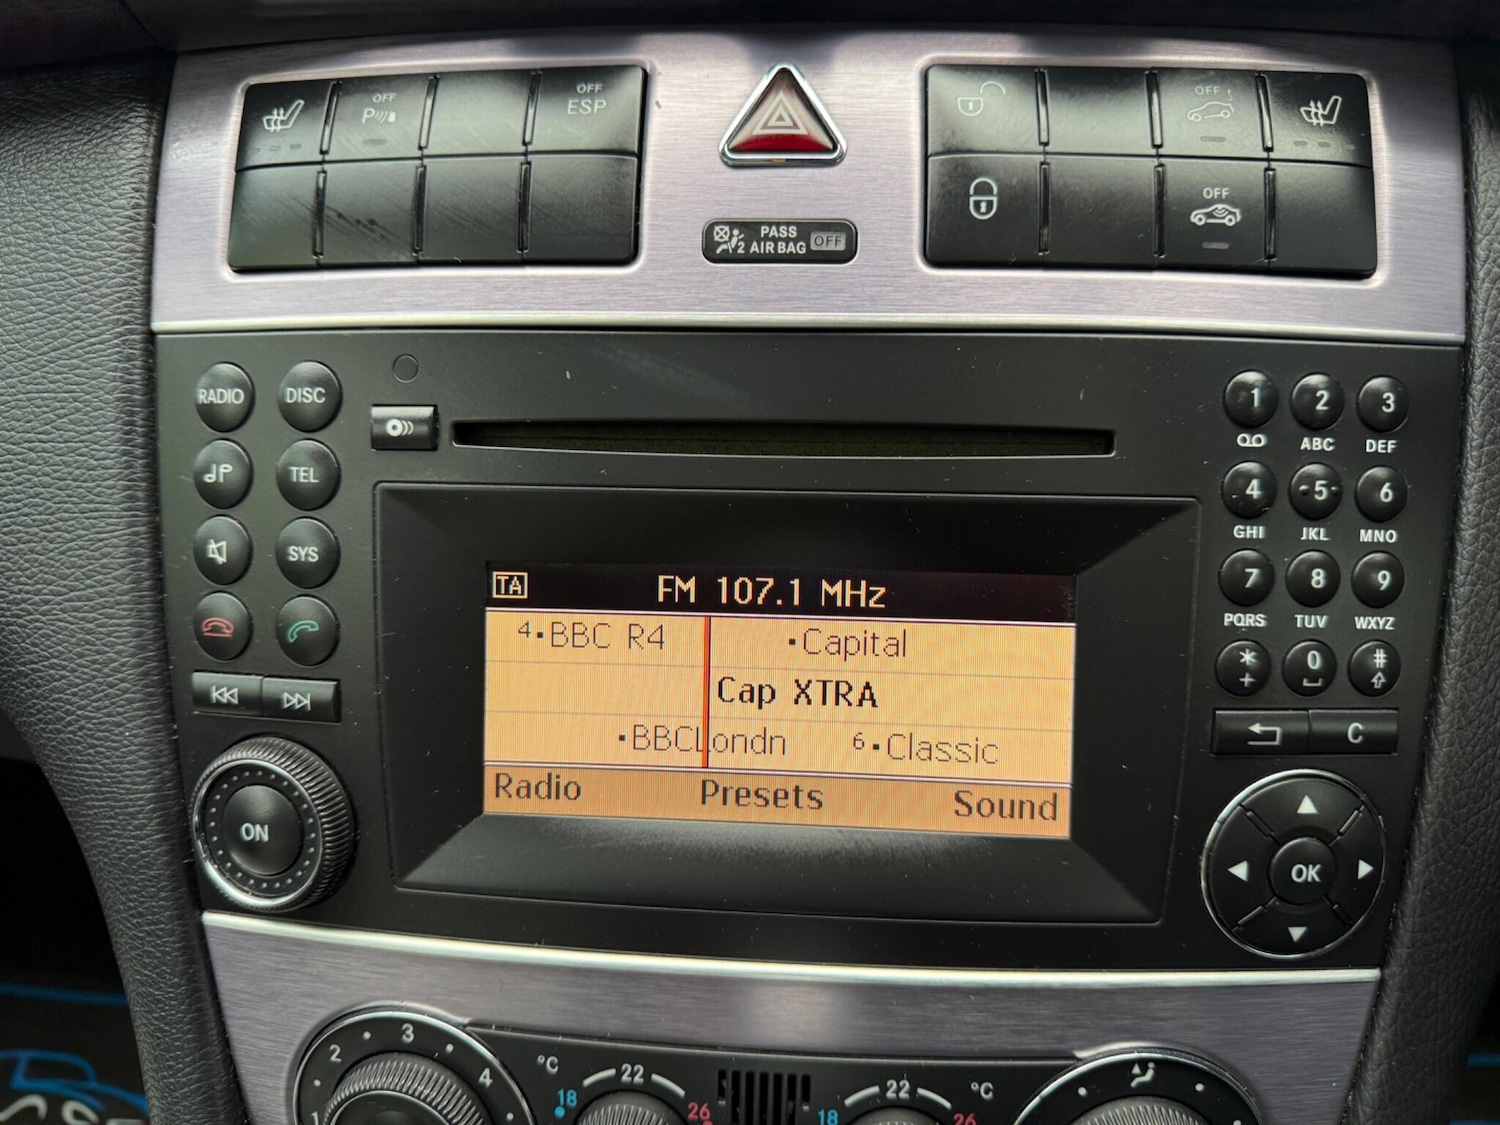 OFF
P
OFF
ESP
OFF
OFF
PASS
2 AIR BAG OFF
RADIO
DISC
TEL
SYS
ON
TA
FM 107.1 MHz
4▪BBC R4
▪Capital
Cap XTRA
▪BBCLondn
6▪Classic
Radio
Presets
Sound
1
2
3
ABC
DEF
4
5
6
GHI
JKL
MNO
7
8
9
PQRS
TUV
WXYZ
*
0
#
+
C
OK
1
2
3
4
°C
18
22
26
18
22
26
°C